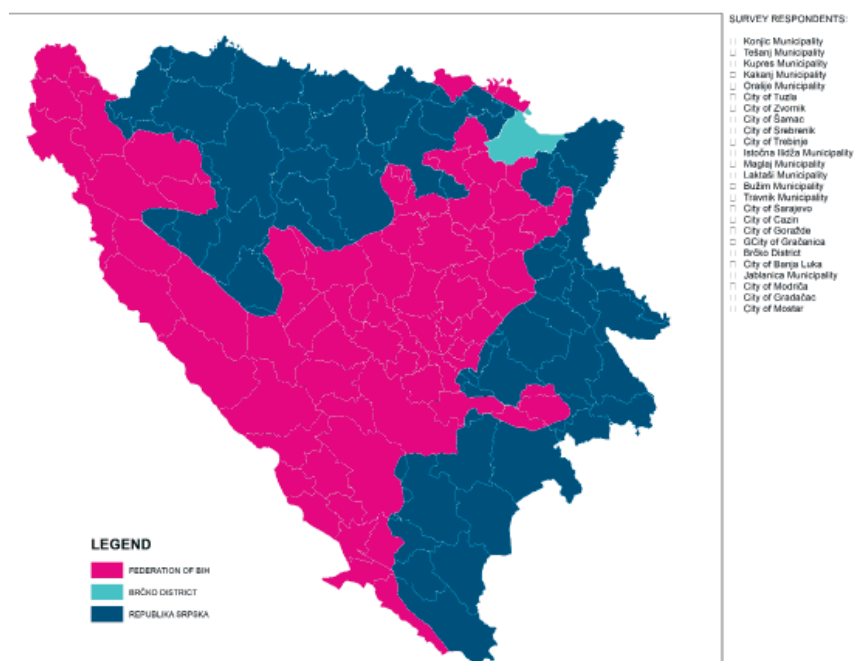 SURVEY RESPONDENTS:
Konjic Municipality
Tešanj Municipality
Kupres Municipality
Kakanj Municipality
Orašje Municipality
City of Tuzla
City of Zvornik
City of Šamac
City of Srebrenik
City of Trebinje
Istočna Ilidža Municipality
Maglaj Municipality
Laktaši Municipality
Bužim Municipality
Travnik Municipality
City of Sarajevo
City of Cazin
City of Goražde
GCity of Gračanica
Brčko District
City of Banja Luka
Jablanica Municipality
City of Modriča
City of Gradačac
City of Mostar
LEGEND
FEDERATION OF BIH
BRČKO DISTRICT
REPUBLIKA SRPSKA